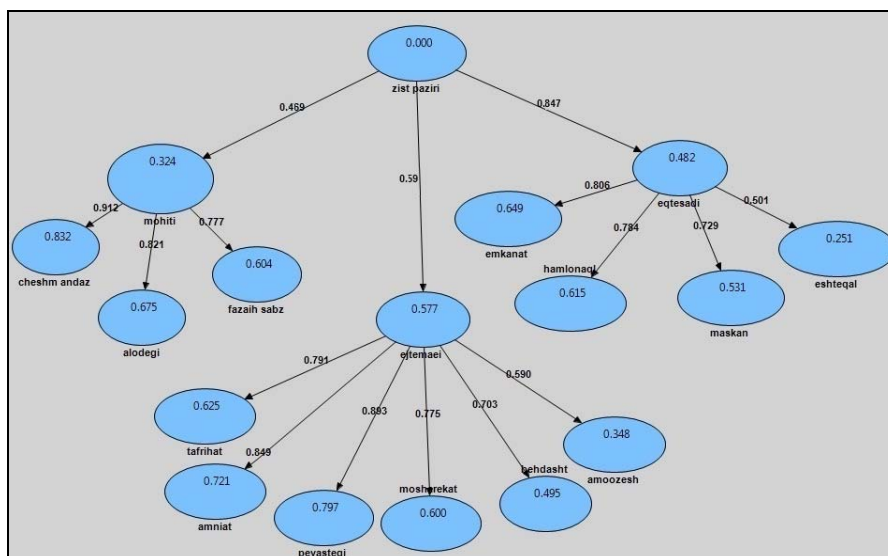 0.000
zist paziri
0.469
0.59
0.847
0.324
mohiti
0.482
eqtesadi
0.912
0.821
0.777
0.806
0.784
0.729
0.501
0.832
cheshm andaz
0.675
alodegi
0.604
fazaih sabz
0.649
emkanat
hamlonaql
0.615
0.531
maskan
0.251
eshteqal
0.577
ejtemaei
0.791
0.849
0.893
0.775
0.703
0.590
0.625
tafrihat
0.721
amniat
0.797
pevastegi
mosharekat
0.600
behdasht
0.495
0.348
amoozesh